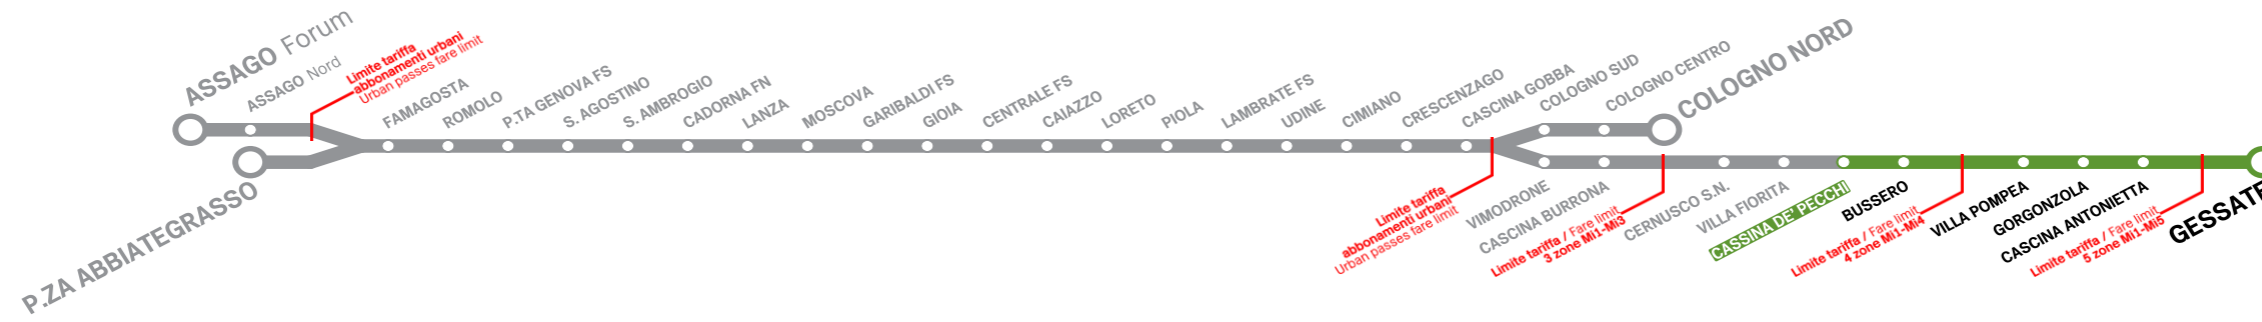 ASSAGO Forum
ASSAGO Nord
Limite tariffa
abbonamenti urbani
Urban passes fare limit
P.ZA ABBIATEGRASSO
FAMAGOSTA
ROMOLO
P.TA GENOVA FS
S. AGOSTINO
S. AMBROGIO
CADORNA FN
LANZA
MOSCOVA
GARIBALDI FS
GIOIA
CENTRALE FS
CAIAZZO
LORETO
PIOLA
LAMBRATE FS
UDINE
CIMIANO
CRESCENZAGO
CASCINA GOBBA
COLOGNO SUD
COLOGNO CENTRO
COLOGNO NORD
Limite tariffa
abbonamenti urbani
Urban passes fare limit
VIMODRONE
CASCINA BURRONA
Limite tariffa / Fare limit
3 zone Mi1-Mi3
CERNUSCO S.N.
VILLA FIORITA
CASSINA DE' PECCHI
BUSSERO
Limite tariffa / Fare limit
4 zone Mi1-Mi4
VILLA POMPEA
GORGONZOLA
CASCINA ANTONIETTA
Limite tariffa / Fare limit
5 zone Mi1-Mi5
GESSATE